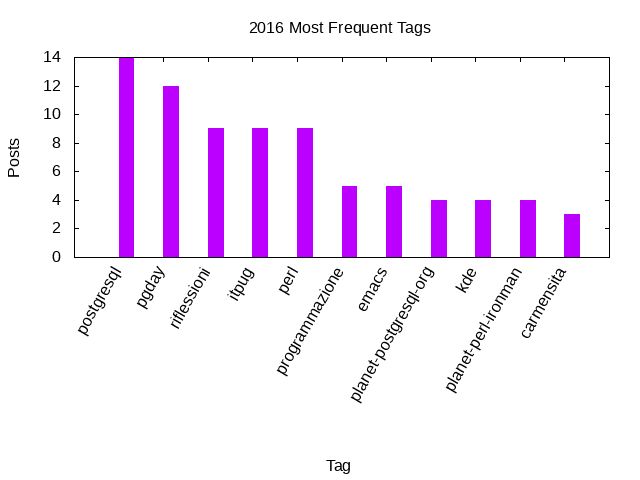 2016 Most Frequent Tags
Posts
14
12
10
8
6
4
2
0
postgresql
pgday
riflessioni
itpug
perl
programmazione
emacs
planet-postgresql-org
kde
planet-perl-ironman
carmensita
Tag